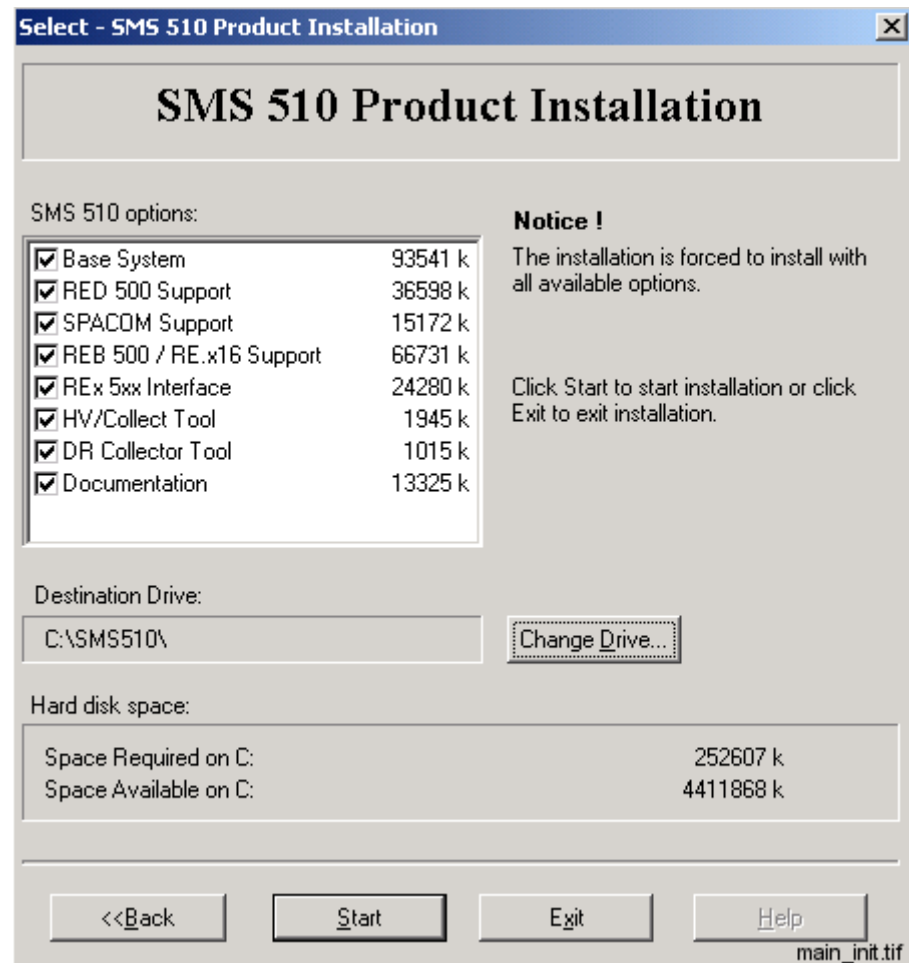 Select - SMS 510 Product Installation
SMS 510 Product Installation
SMS 510 options:
Base System 93541 k
RED 500 Support 36598 k
SPACOM Support 15172 k
REB 500 / RE.x16 Support 66731 k
REx 5xx Interface 24280 k
HV/Collect Tool 1945 k
DR Collector Tool 1015 k
Documentation 13325 k
Notice !
The installation is forced to install with
all available options.
Click Start to start installation or click
Exit to exit installation.
Destination Drive:
C:\SMS510\
Change Drive...
Hard disk space:
Space Required on C: 252607 k
Space Available on C: 4411868 k
<<Back
Start
Exit
Help
main_init.tif